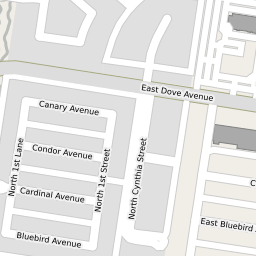 East Dove Avenue
Canary Avenue
Condor Avenue
North 1st Lane
North 1st Street
North Cynthia Street
Cardinal Avenue
East Bluebird A
Bluebird Avenue